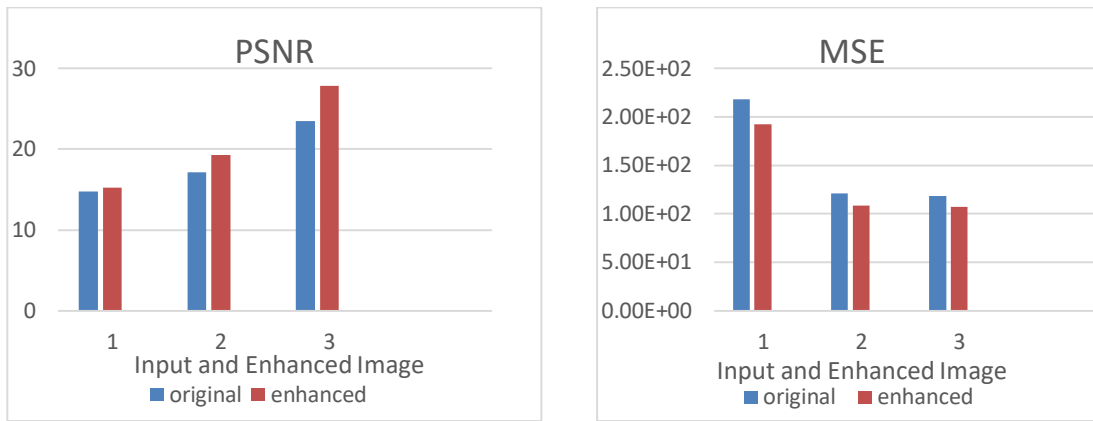 PSNR
30
20
10
0
1 2 3
Input and Enhanced Image
original enhanced
MSE
2.50E+02
2.00E+02
1.50E+02
1.00E+02
5.00E+01
0.00E+00
1 2 3
Input and Enhanced Image
original enhanced